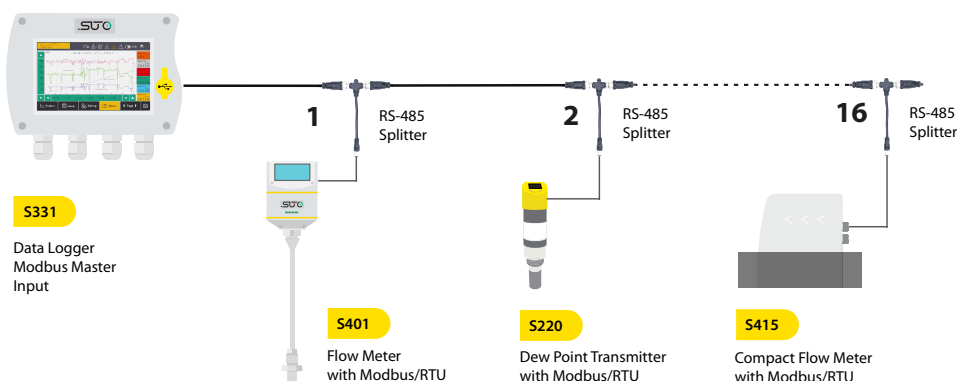 SUTO
1
RS-485
Splitter
2
RS-485
Splitter
16
RS-485
Splitter
SUTO
S331
Data Logger
Modbus Master
Input
S401
Flow Meter
with Modbus/RTU
S220
Dew Point Transmitter
with Modbus/RTU
S415
Compact Flow Meter
with Modbus/RTU